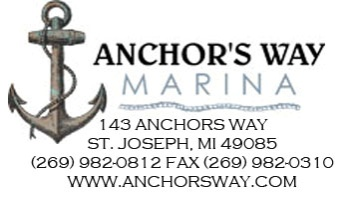 ANCHOR'S WAY
MARINA
143 ANCHORS WAY
ST. JOSEPH, MI 49085
(269) 982-0812 FAX (269) 982-0310
WWW.ANCHORSWAY.COM